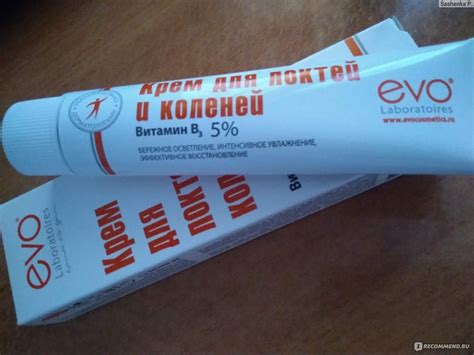 Sashenka P.
Крем для локтей
и коленей
Витамин B3 5%
БЕРЕЖНОЕ ОСВЕТЛЕНИЕ, ИНТЕНСИВНОЕ УВЛАЖНЕНИЕ,
ЭФФЕКТИВНОЕ ВОССТАНОВЛЕНИЕ
evo®
Laboratoires
www.evocosmetics.ru
evo®
Laboratoires
Крем
для
локт
кол
Ви
IRECOMMEND.RU